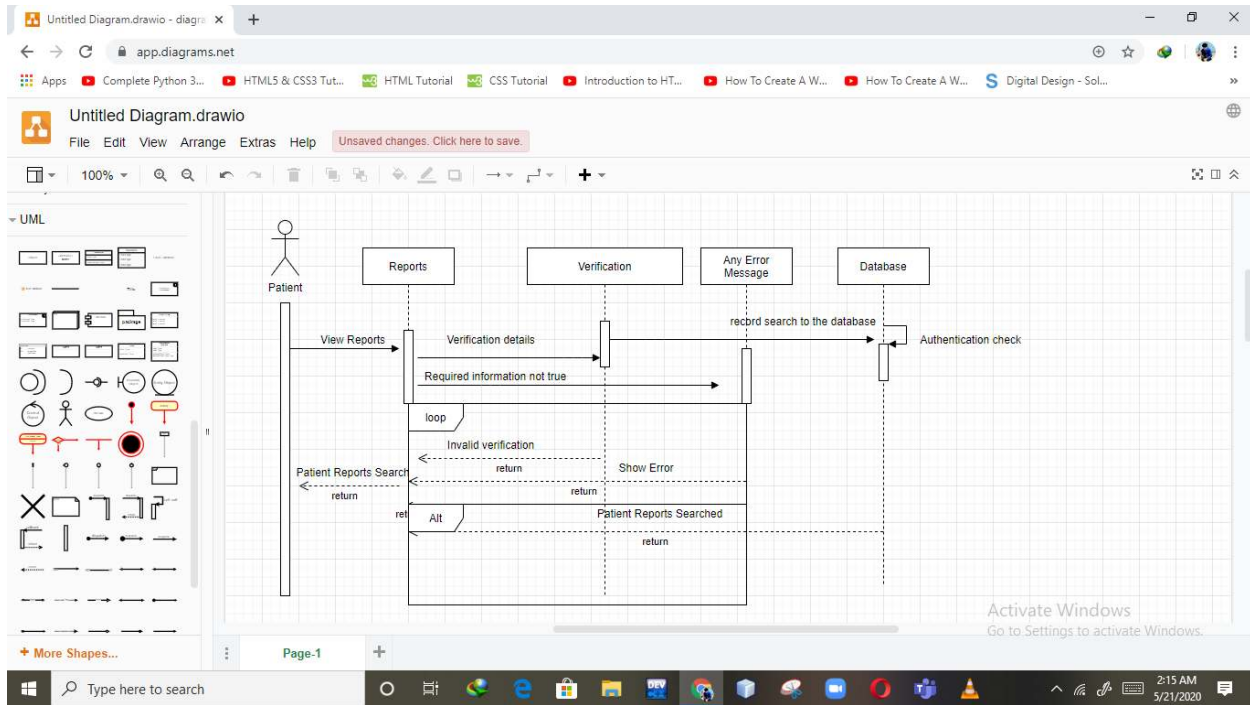 Untitled Diagram.drawio - diagra
app.diagrams.net
Apps
Complete Python 3...
HTML5 & CSS3 Tut...
HTML Tutorial
CSS Tutorial
Introduction to HT...
How To Create A W...
How To Create A W...
Digital Design - Sol...
Untitled Diagram.drawio
File Edit View Arrange Extras Help
Unsaved changes. Click here to save.
100%
UML
package
Patient
Reports
Verification
Any Error
Message
Database
record search to the database
View Reports
Verification details
Authentication check
Required information not true
loop
Invalid verification
return
Show Error
Patient Reports Search
return
return
ret
Alt
Patient Reports Searched
return
Activate Windows
Go to Settings to activate Windows.
+ More Shapes...
Page-1
Type here to search
DEV
2:15 AM
5/21/2020